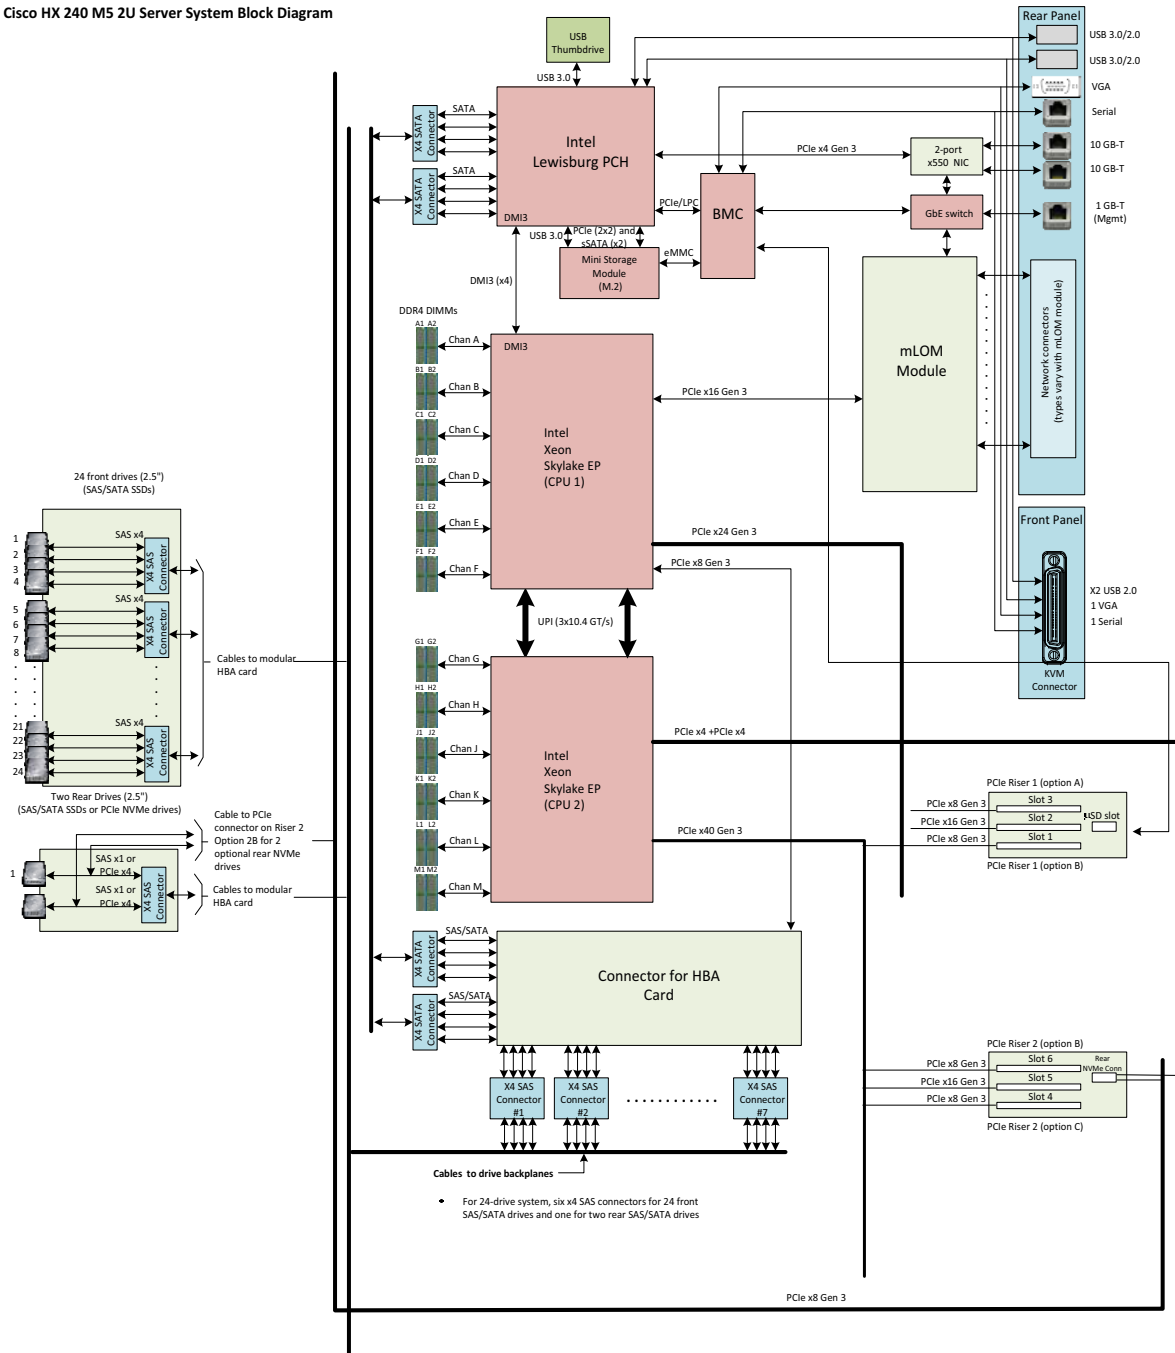 Cisco HX 240 M5 2U Server System Block Diagram
USB
Thumbdrive
USB 3.0
Rear Panel
USB 3.0/2.0
USB 3.0/2.0
VGA
Serial
10 GB-T
10 GB-T
1 GB-T
(Mgmt)
X4 SATA
Connector
SATA
X4 SATA
Connector
SATA
Intel
Lewisburg PCH
DMI3
PCIe x4 Gen 3
2-port
x550 NIC
GbE switch
PCIe/LPC
BMC
USB 3.0
PCIe (2x2) and
sSATA (x2)
Mini Storage
Module
(M.2)
eMMC
DMI3 (x4)
mLOM
Module
Network connectors
(types vary with mLOM module)
DDR4 DIMMs
A1 A2
Chan A
B1 B2
Chan B
C1 C2
Chan C
D1 D2
Chan D
E1 E2
Chan E
F1 F2
Chan F
DMI3
Intel
Xeon
Skylake EP
(CPU 1)
PCIe x16 Gen 3
PCIe x24 Gen 3
PCIe x8 Gen 3
Front Panel
X2 USB 2.0
1 VGA
1 Serial
KVM
Connector
24 front drives (2.5")
(SAS/SATA SSDs)
1
2
3
4
SAS x4
X4 SAS
Connector
5
6
7
8
SAS x4
X4 SAS
Connector
21
22
23
24
SAS x4
X4 SAS
Connector
Cables to modular
HBA card
UPI (3x10.4 GT/s)
G1 G2
Chan G
H1 H2
Chan H
J1 J2
Chan J
K1 K2
Chan K
L1 L2
Chan L
M1 M2
Chan M
Intel
Xeon
Skylake EP
(CPU 2)
PCIe x4 +PCIe x4
PCIe x40 Gen 3
Two Rear Drives (2.5")
(SAS/SATA SSDs or PCIe NVMe drives)
1
SAS x1 or
PCIe x4
SAS x1 or
PCIe x4
X4 SAS
Connector
Cable to PCIe
connector on Riser 2
Option 2B for 2
optional rear NVMe
drives
Cables to modular
HBA card
PCIe Riser 1 (option A)
PCIe x8 Gen 3
Slot 3
PCIe x16 Gen 3
Slot 2
µSD slot
PCIe x8 Gen 3
Slot 1
PCIe Riser 1 (option B)
X4 SATA
Connector
SAS/SATA
X4 SATA
Connector
SAS/SATA
Connector for HBA
Card
X4 SAS
Connector
#1
X4 SAS
Connector
#2
X4 SAS
Connector
#7
PCIe Riser 2 (option B)
PCIe x8 Gen 3
Slot 6
Rear
NVMe Conn
PCIe x16 Gen 3
Slot 5
PCIe x8 Gen 3
Slot 4
PCIe Riser 2 (option C)
Cables to drive backplanes
• For 24-drive system, six x4 SAS connectors for 24 front
SAS/SATA drives and one for two rear SAS/SATA drives
PCIe x8 Gen 3